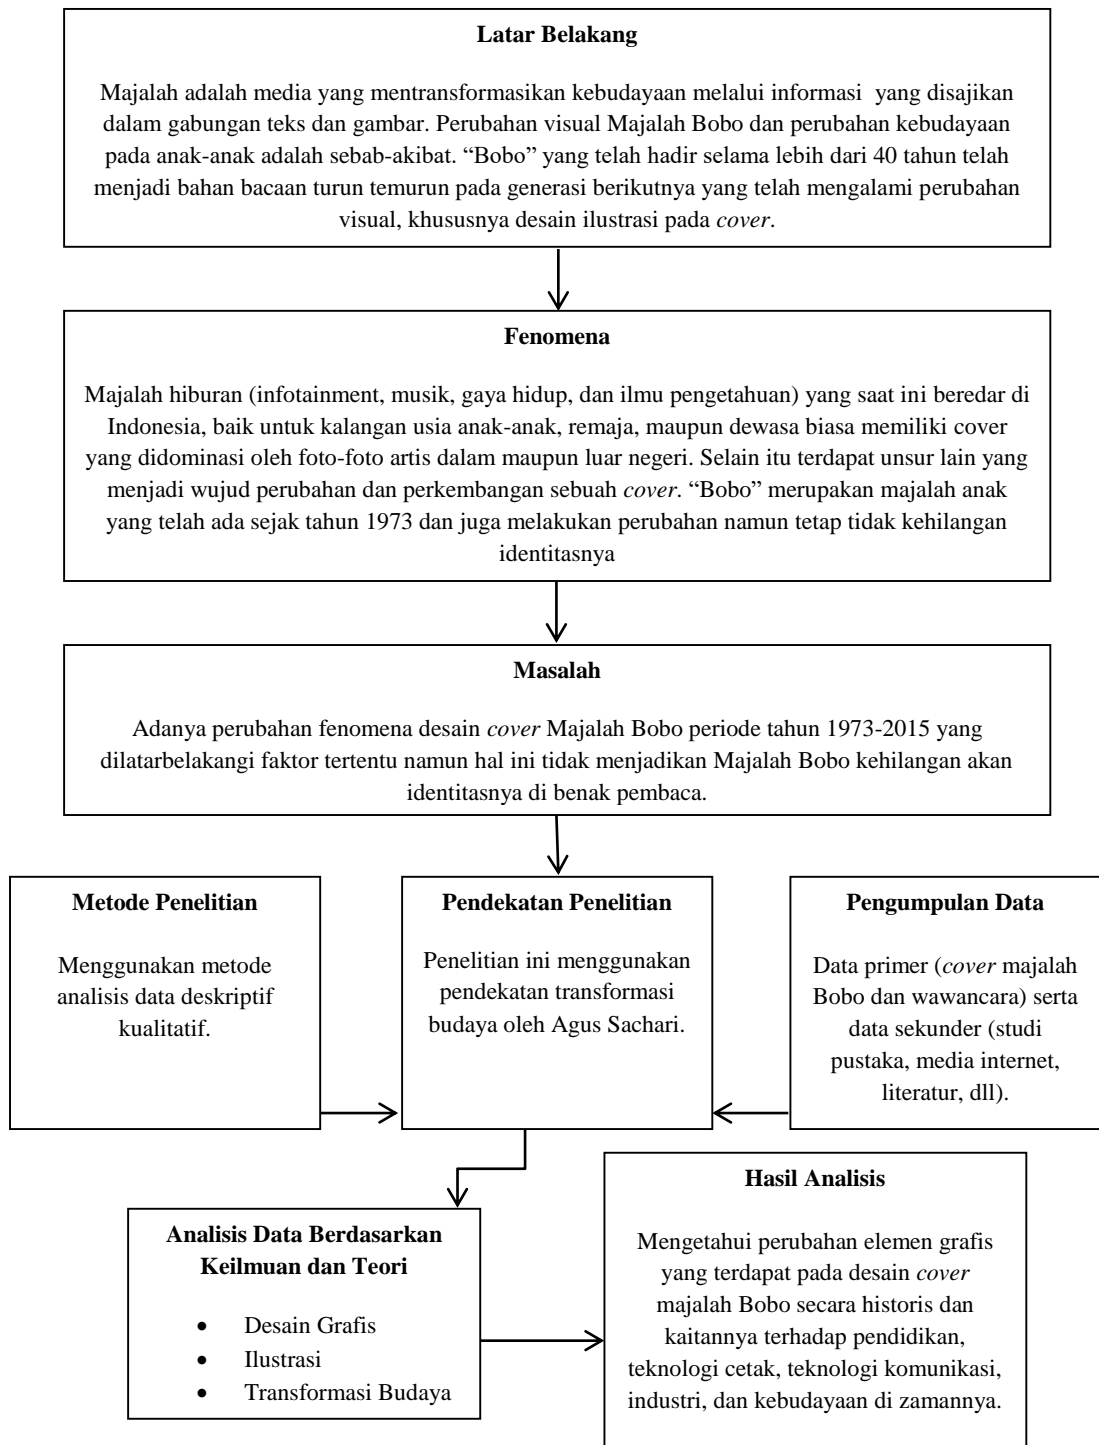 Latar Belakang
Majalah adalah media yang mentransformasikan kebudayaan melalui informasi yang disajikan
dalam gabungan teks dan gambar. Perubahan visual Majalah Bobo dan perubahan kebudayaan
pada anak-anak adalah sebab-akibat. “Bobo” yang telah hadir selama lebih dari 40 tahun telah
menjadi bahan bacaan turun temurun pada generasi berikutnya yang telah mengalami perubahan
visual, khususnya desain ilustrasi pada cover.
Fenomena
Majalah hiburan (infotainment, musik, gaya hidup, dan ilmu pengetahuan) yang saat ini beredar di
Indonesia, baik untuk kalangan usia anak-anak, remaja, maupun dewasa biasa memiliki cover
yang didominasi oleh foto-foto artis dalam maupun luar negeri. Selain itu terdapat unsur lain yang
menjadi wujud perubahan dan perkembangan sebuah cover. “Bobo” merupakan majalah anak
yang telah ada sejak tahun 1973 dan juga melakukan perubahan namun tetap tidak kehilangan
identitasnya
Masalah
Adanya perubahan fenomena desain cover Majalah Bobo periode tahun 1973-2015 yang
dilatarbelakangi faktor tertentu namun hal ini tidak menjadikan Majalah Bobo kehilangan akan
identitasnya di benak pembaca.
Metode Penelitian
Menggunakan metode
analisis data deskriptif
kualitatif.
Pendekatan Penelitian
Penelitian ini menggunakan
pendekatan transformasi
budaya oleh Agus Sachari.
Pengumpulan Data
Data primer (cover majalah
Bobo dan wawancara) serta
data sekunder (studi
pustaka, media internet,
literatur, dll).
Analisis Data Berdasarkan
Keilmuan dan Teori
• Desain Grafis
• Ilustrasi
• Transformasi Budaya
Hasil Analisis
Mengetahui perubahan elemen grafis
yang terdapat pada desain cover
majalah Bobo secara historis dan
kaitannya terhadap pendidikan,
teknologi cetak, teknologi komunikasi,
industri, dan kebudayaan di zamannya.